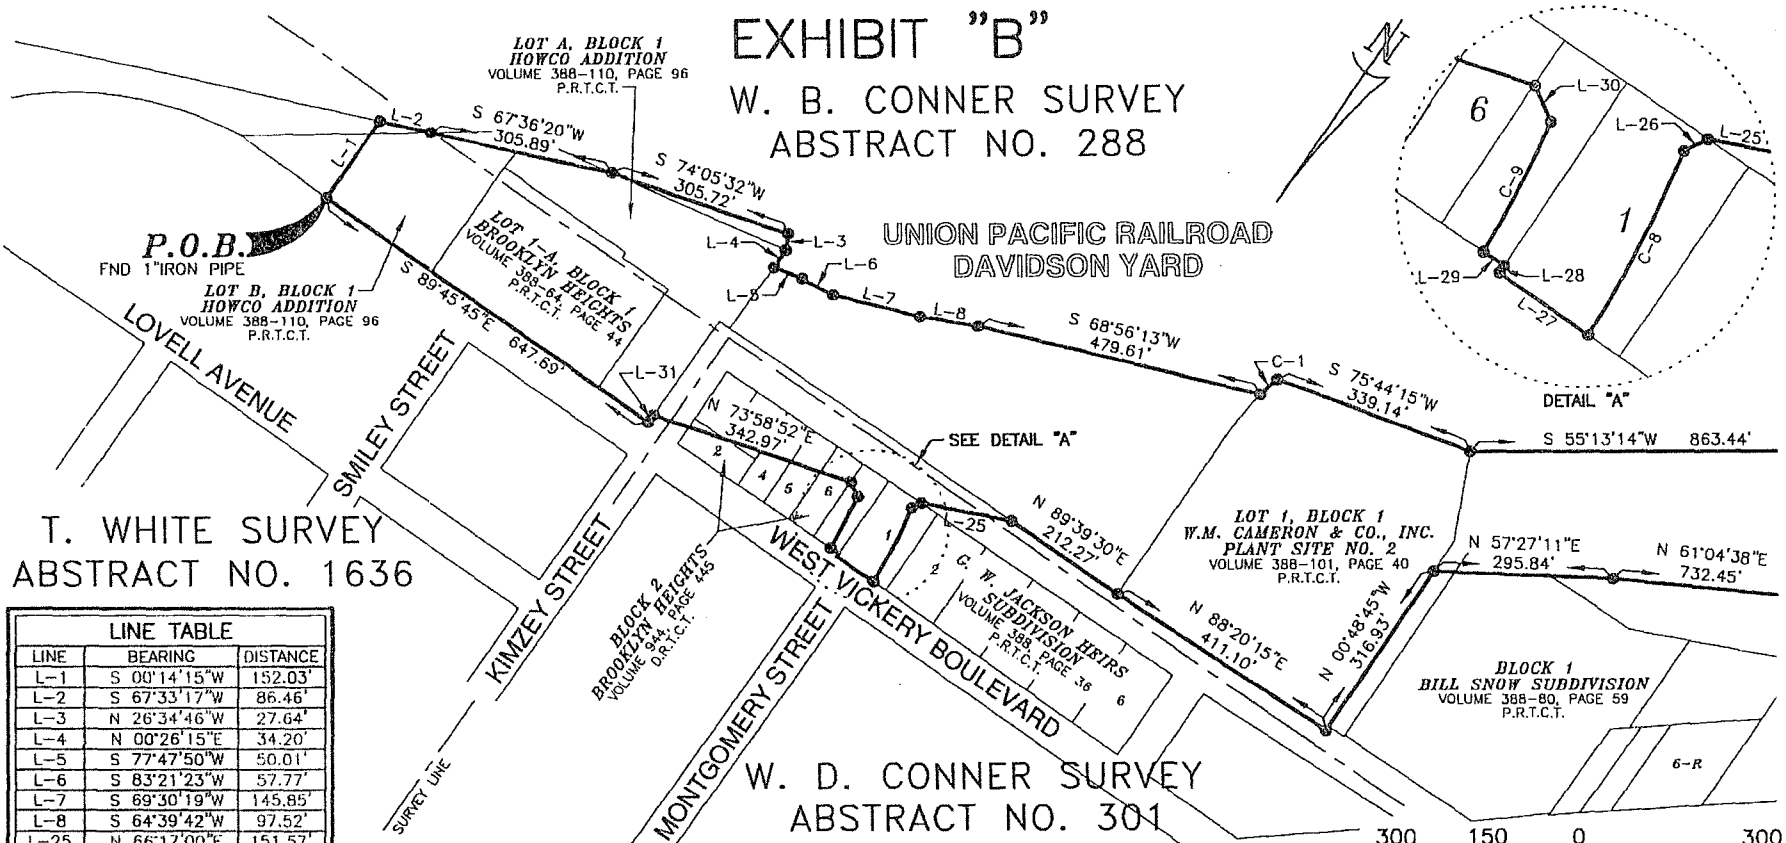 EXHIBIT "B"
W. B. CONNER SURVEY
ABSTRACT NO. 288
LOT A, BLOCK 1
HOWCO ADDITION
VOLUME 388-110, PAGE 96
P.R.T.C.T.
L-2
S 67°36'20"W
305.89'
L-1
S 74°05'32"W
305.72'
L-4
L-3
L-5
L-6
L-7
L-8
UNION PACIFIC RAILROAD
DAVIDSON YARD
N
P.O.B.
FND 1"IRON PIPE
LOT B, BLOCK 1
HOWCO ADDITION
VOLUME 388-110, PAGE 96
P.R.T.C.T.
LOT 1-A, BLOCK 1
BROOKLYN HEIGHTS
VOLUME 388-64, PAGE 44
P.R.T.C.T.
S 89°45'45"E
647.69'
L-31
LOVELL AVENUE
SMILEY STREET
S 68°56'13"W
479.61'
C-1
S 75°44'15"W
339.14'
S 55°13'14"W 863.44'
6
L-30
L-26
L-25
C-9
1
C-8
L-29
L-28
L-27
DETAIL "A"
N 73°58'52"E
342.97'
SEE DETAIL "A"
2
4
5
6
1
2
L-25
N 89°39'30"E
212.27'
N 88°20'15"E
411.10'
LOT 1, BLOCK 1
W.M. CAMERON & CO., INC.
PLANT SITE NO. 2
VOLUME 388-101, PAGE 40
P.R.T.C.T.
N 57°27'11"E
295.84'
N 61°04'38"E
732.45'
N 00°48'45"W
316.93'
T. WHITE SURVEY
ABSTRACT NO. 1636
KIMZEY STREET
BLOCK 2
BROOKLYN HEIGHTS
VOLUME 944, PAGE 445
D.R.T.C.T.
WEST VICKERY BOULEVARD
G. W. JACKSON HEIRS
SUBDIVISION
VOLUME 388, PAGE 36
P.R.T.C.T.
6
MONTGOMERY STREET
BLOCK 1
BILL SNOW SUBDIVISION
VOLUME 388-80, PAGE 59
P.R.T.C.T.
6-R
SURVEY LINE
W. D. CONNER SURVEY
ABSTRACT NO. 301
LINE TABLE
LINE BEARING DISTANCE
L-1 S 00°14'15"W 152.03'
L-2 S 67°33'17"W 86.46'
L-3 N 26°34'46"W 27.64'
L-4 N 00°26'15"E 34.20'
L-5 S 77°47'50"W 50.01'
L-6 S 83°21'23"W 57.77'
L-7 S 69°30'19"W 145.85'
L-8 S 64°39'42"W 97.52'
L-25 N 66°17'00"E 151.57'
300 150 0 300